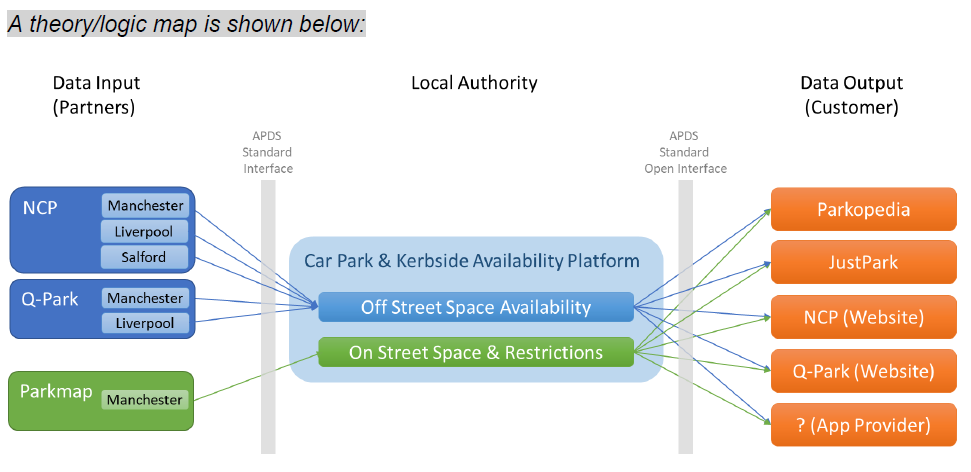 A theory/logic map is shown below:
Data Input
(Partners)
Local Authority
Data Output
(Customer)
APDS
Standard
Interface
APDS
Standard
Open Interface
NCP
Manchester
Liverpool
Salford
Q-Park
Manchester
Liverpool
Parkmap
Manchester
Car Park & Kerbside Availability Platform
Off Street Space Availability
On Street Space & Restrictions
Parkopedia
JustPark
NCP (Website)
Q-Park (Website)
? (App Provider)